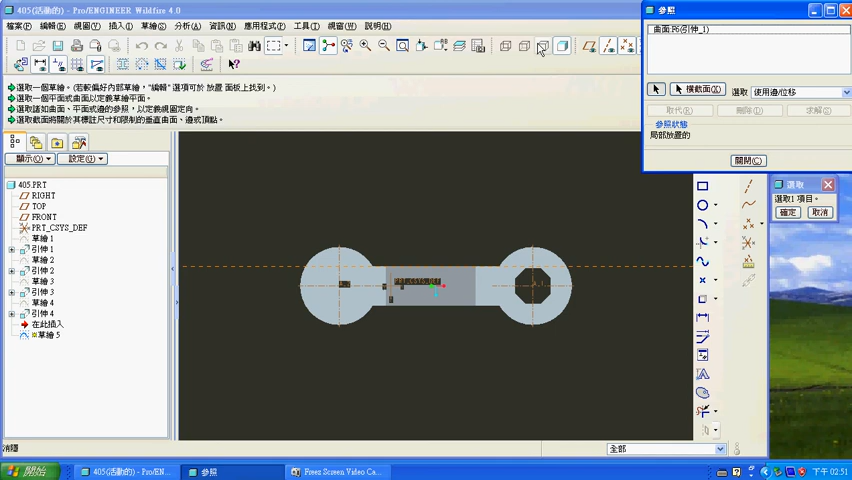 405(活動的) - Pro/ENGINEER Wildfire 4.0
檔案(F) 編輯(E) 視圖(V) 插入(I) 草繪(S) 分析(A) 資訊(N) 應用程式(P) 工具(T) 視窗(W) 說明(H)
選取一個草繪。(若較偏好內部草繪，"編輯" 選項可於 放置 面板上找到。)
選取一個平面或曲面以定義草繪平面。
選取諸如曲面、平面或邊的參照，以定義視圖定向。
選取截面將關於其標註尺寸和限制的垂直曲面、邊或頂點。
顯示(O) 設定(G)
405.PRT
RIGHT
TOP
FRONT
PRT_CSYS_DEF
草繪 1
引伸 1
草繪 2
引伸 2
草繪 3
引伸 3
草繪 4
引伸 4
在此插入
草繪 5
PRT_CSYS_DEF
參照
曲面:F6(引伸_1)
橫截面(X) 選取 使用邊/位移
取代(R) 刪除(D) 求解(S)
參照狀態
局部放置的
關閉(C)
選取
選取1 項目。
確定 取消
消隱
全部
開始 405(活動的) - Pro/EN... 參照 Freez Screen Video Ca... 下午 02:51